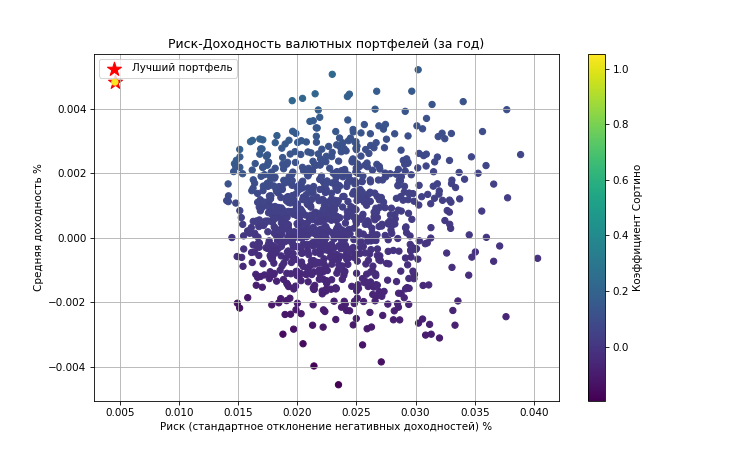 Риск-Доходность валютных портфелей (за год)
Лучший портфель
Средняя доходность %
0.004
0.002
0.000
−0.002
−0.004
0.005 0.010 0.015 0.020 0.025 0.030 0.035 0.040
Риск (стандартное отклонение негативных доходностей) %
1.0
0.8
0.6
0.4
0.2
0.0
Коэффициент Сортино